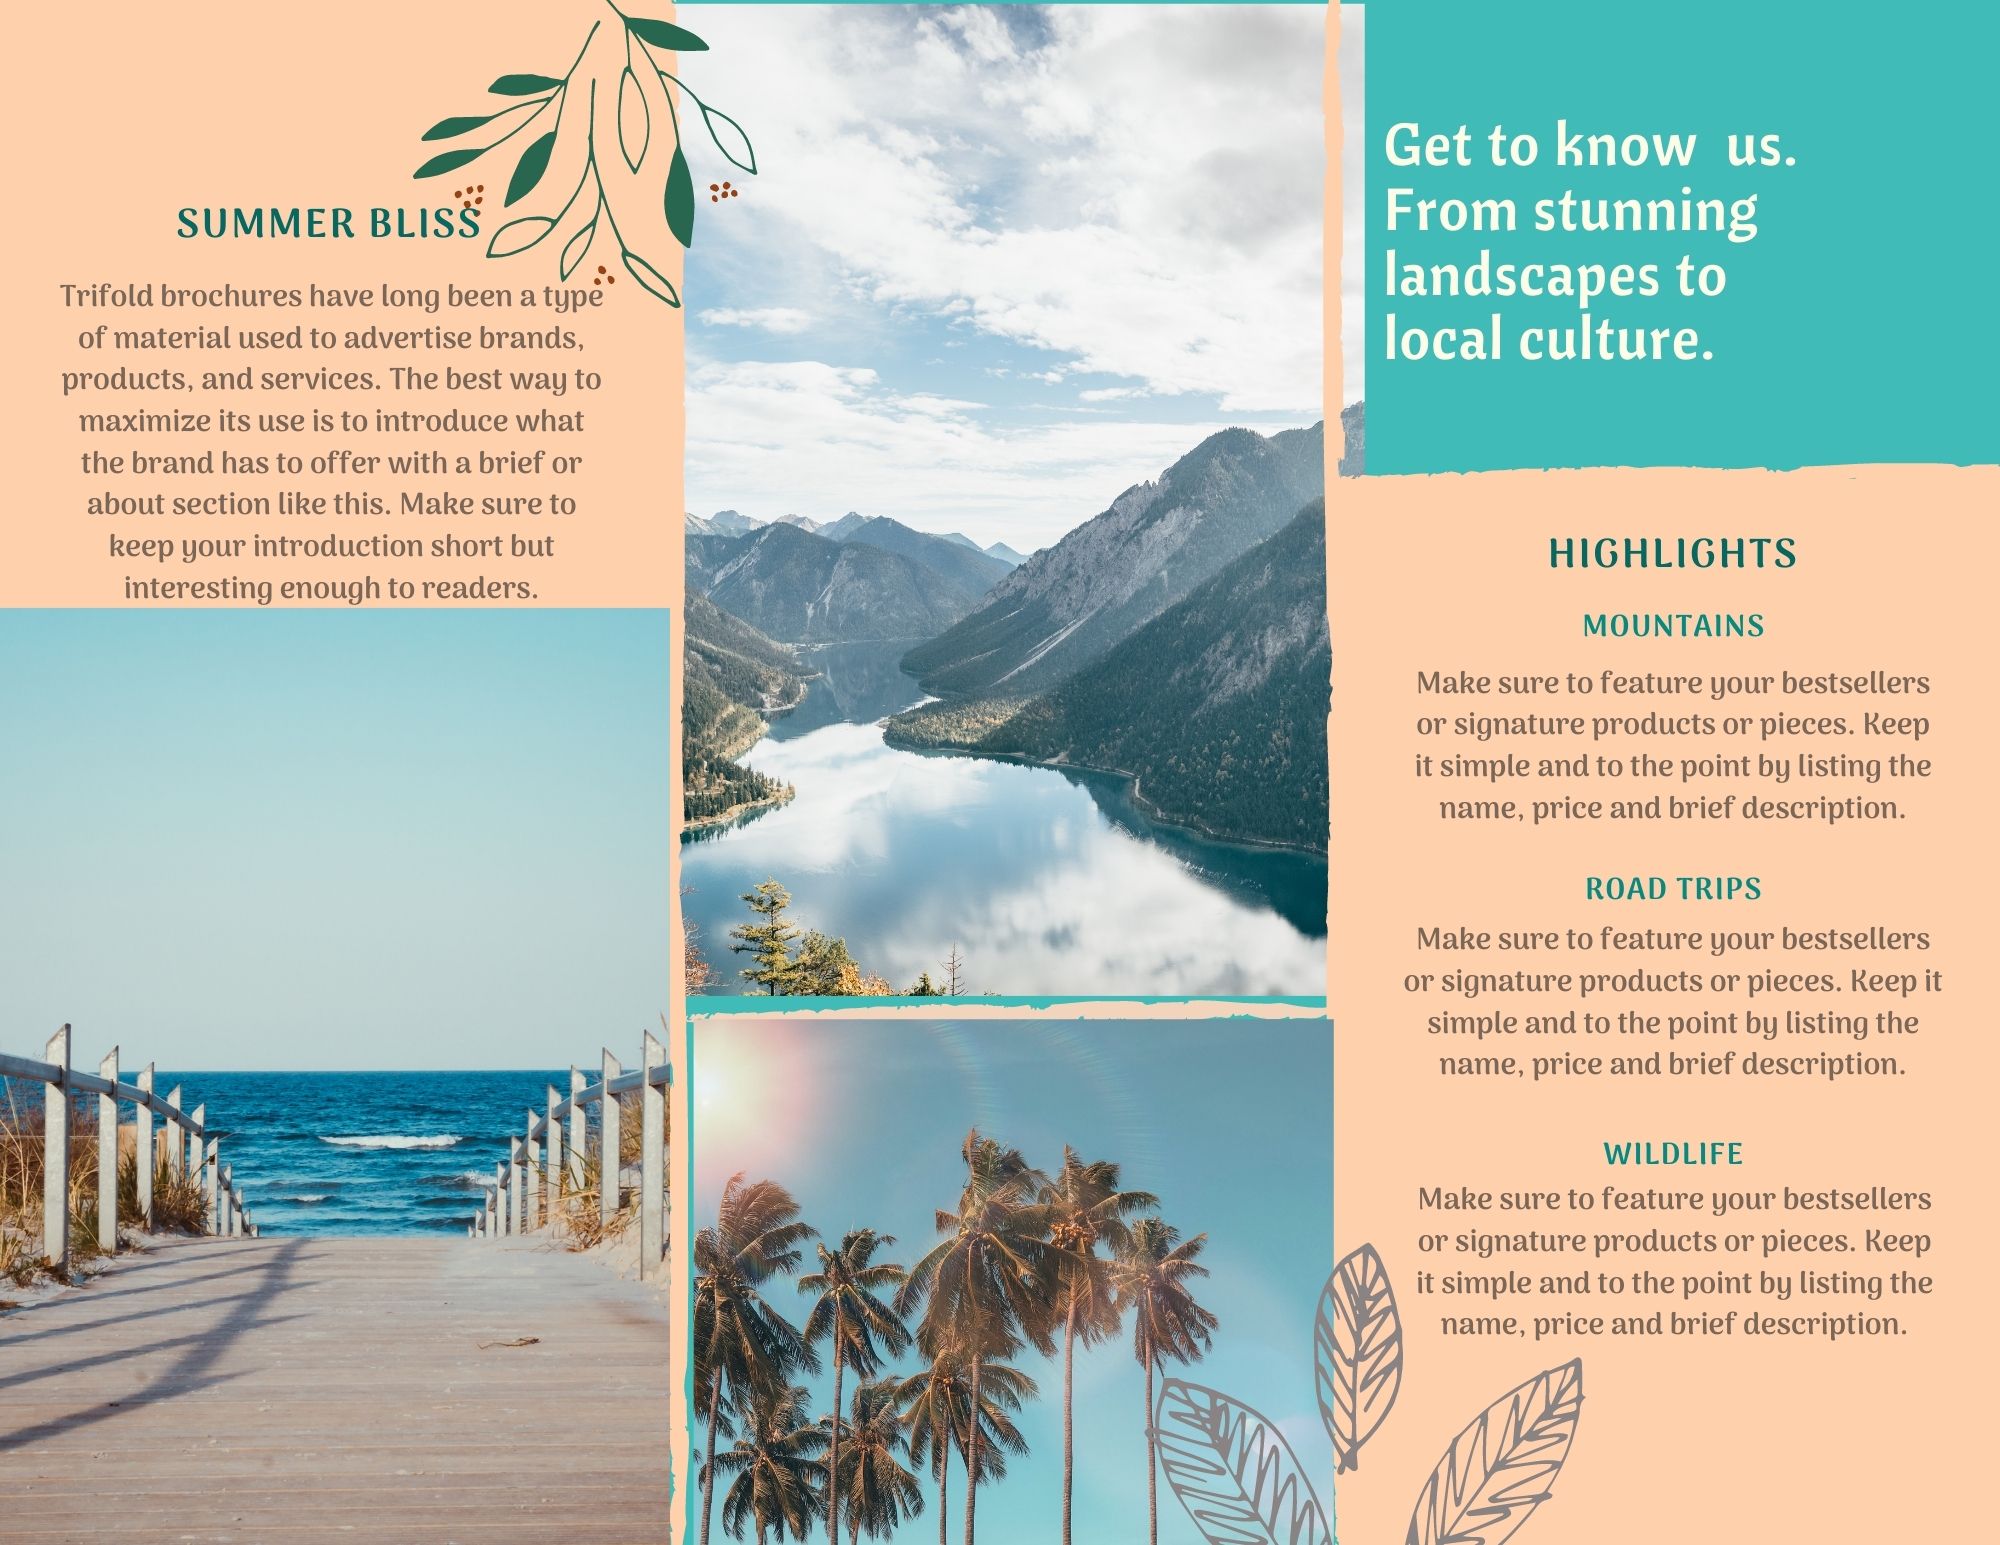 SUMMER BLISS
Trifold brochures have long been a type
of material used to advertise brands,
products, and services. The best way to
maximize its use is to introduce what
the brand has to offer with a brief or
about section like this. Make sure to
keep your introduction short but
interesting enough to readers.
Get to know  us.
From stunning
landscapes to
local culture.
HIGHLIGHTS
MOUNTAINS
Make sure to feature your bestsellers
or signature products or pieces. Keep
it simple and to the point by listing the
name, price and brief description.
ROAD TRIPS
Make sure to feature your bestsellers
or signature products or pieces. Keep it
simple and to the point by listing the
name, price and brief description.
WILDLIFE
Make sure to feature your bestsellers
or signature products or pieces. Keep
it simple and to the point by listing the
name, price and brief description.